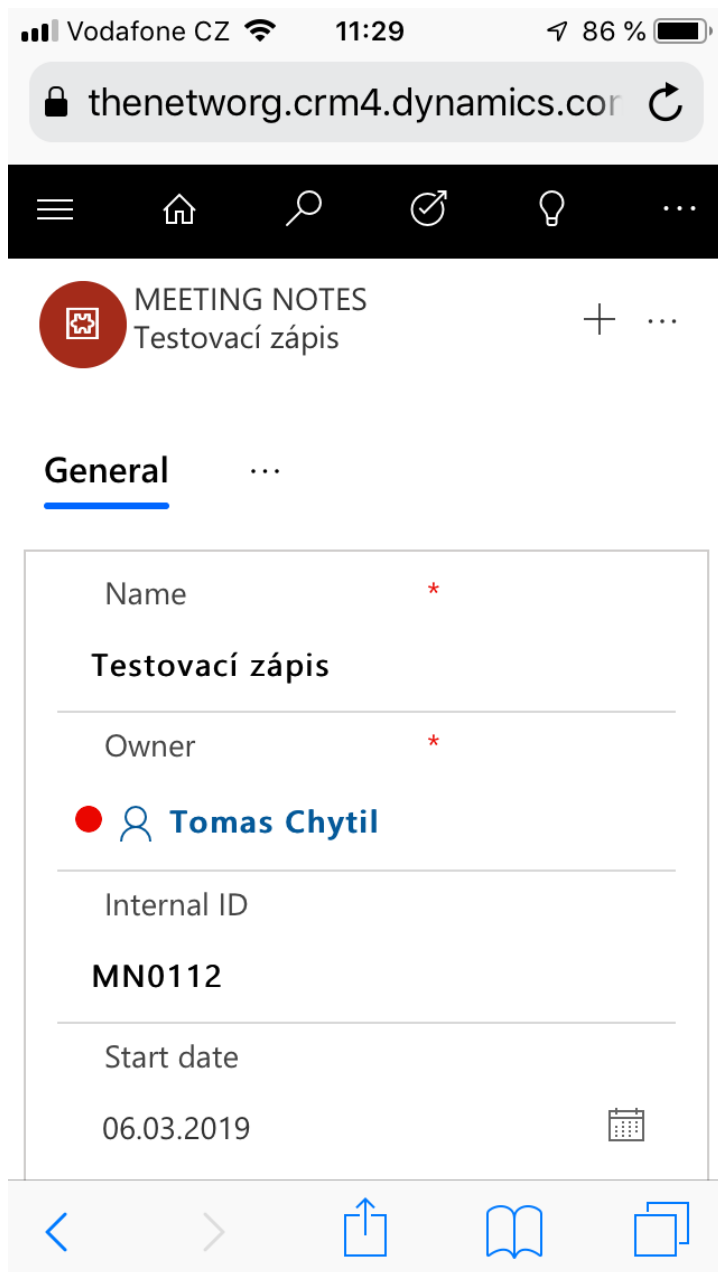 Vodafone CZ 11:29 86 %
thenetworg.crm4.dynamics.cor
MEETING NOTES
Testovací zápis
General ...
Name *
Testovací zápis
Owner *
Tomas Chytil
Internal ID
MN0112
Start date
06.03.2019